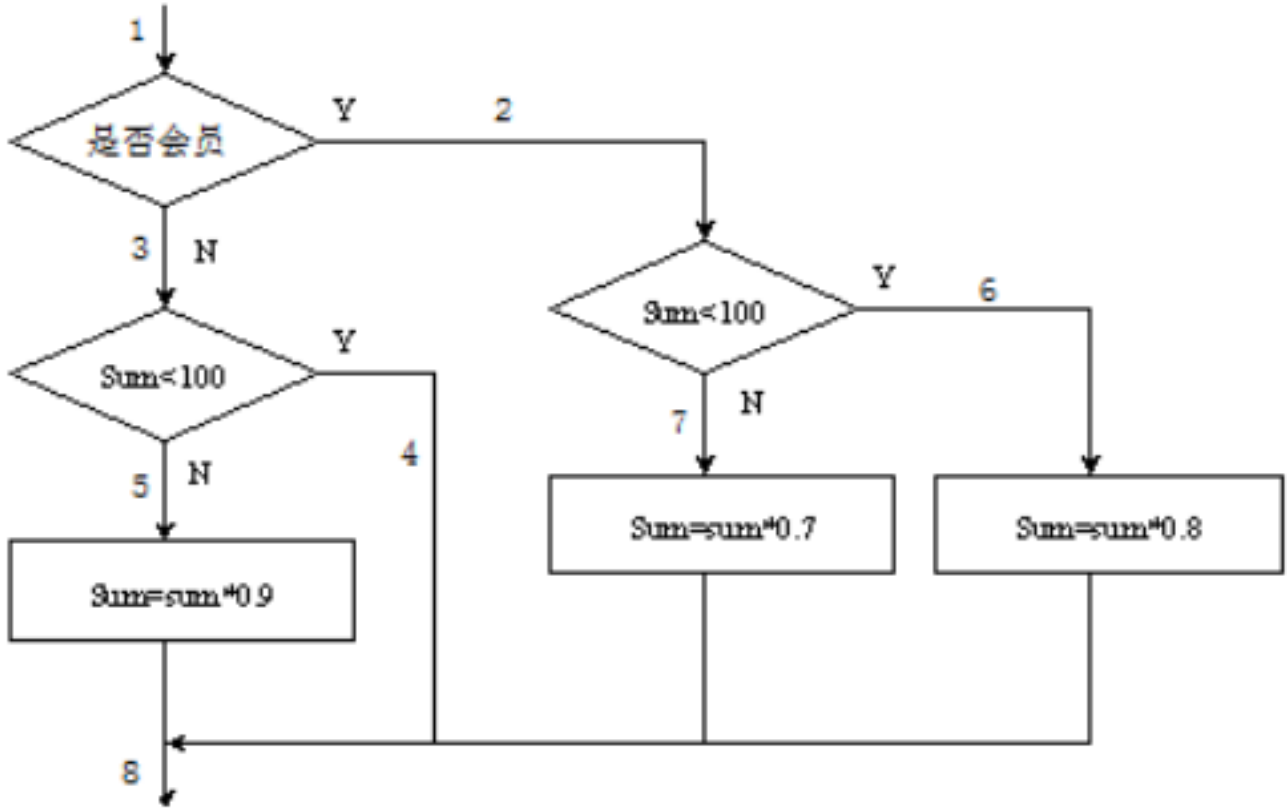 1
Y
2
是否会员
3
N
Y
6
Sum<100
Y
Sum<100
7
N
4
5
N
Sum=sum*0.7
Sum=sum*0.8
Sum=sum*0.9
8